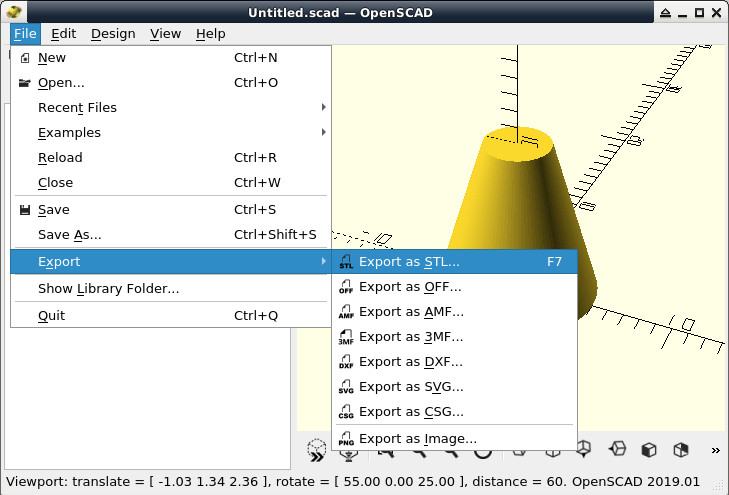 Untitled.scad — OpenSCAD
File Edit Design View Help
New Ctrl+N
Open... Ctrl+O
Recent Files
Examples
Reload Ctrl+R
Close Ctrl+W
Save Ctrl+S
Save As... Ctrl+Shift+S
Export
Show Library Folder...
Quit Ctrl+Q
STL Export as STL... F7
OFF Export as OFF...
AMF Export as AMF...
3MF Export as 3MF...
DXF Export as DXF...
SVG Export as SVG...
CSG Export as CSG...
PNG Export as Image...
Viewport: translate = [ -1.03 1.34 2.36 ], rotate = [ 55.00 0.00 25.00 ], distance = 60. OpenSCAD 2019.01